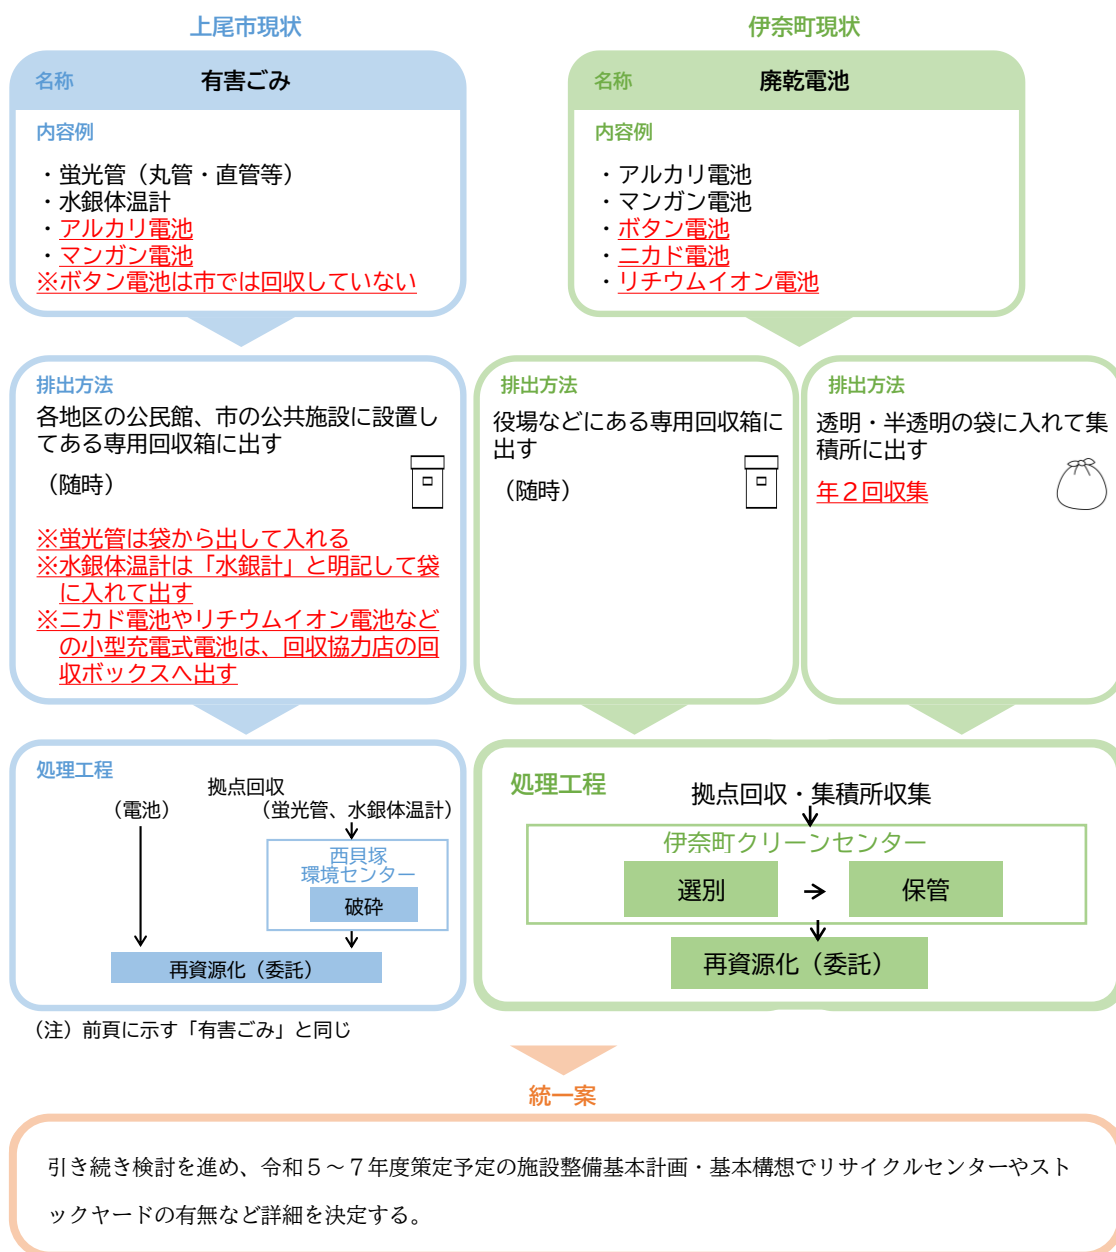 上尾市現状
名称 有害ごみ
内容例
・蛍光管（丸管・直管等）
・水銀体温計
・アルカリ電池
・マンガン電池
※ボタン電池は市では回収していない
排出方法
各地区の公民館、市の公共施設に設置し
てある専用回収箱に出す
（随時）
※蛍光管は袋から出して入れる
※水銀体温計は「水銀計」と明記して袋
に入れて出す
※ニカド電池やリチウムイオン電池など
の小型充電式電池は、回収協力店の回
収ボックスへ出す
処理工程
拠点回収
（電池） （蛍光管、水銀体温計）
西貝塚
環境センター
破砕
再資源化（委託）
（注）前頁に示す「有害ごみ」と同じ
伊奈町現状
名称 廃乾電池
内容例
・アルカリ電池
・マンガン電池
・ボタン電池
・ニカド電池
・リチウムイオン電池
排出方法
役場などにある専用回収箱に
出す
（随時）
排出方法
透明・半透明の袋に入れて集
積所に出す
年２回収集
処理工程
拠点回収・集積所収集
伊奈町クリーンセンター
選別 保管
再資源化（委託）
統一案
引き続き検討を進め、令和５～７年度策定予定の施設整備基本計画・基本構想でリサイクルセンターやスト
ックヤードの有無など詳細を決定する。